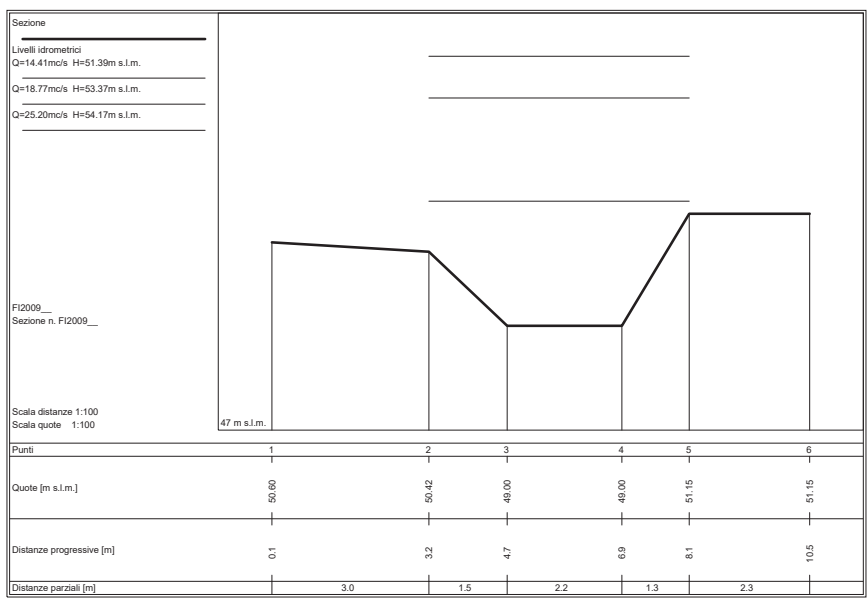 Sezione
Livelli idrometrici
Q=14.41mc/s H=51.39m s.l.m.
Q=18.77mc/s H=53.37m s.l.m.
Q=25.20mc/s H=54.17m s.l.m.
FI2009__
Sezione n. FI2009__
Scala distanze 1:100
Scala quote 1:100
47 m s.l.m.
Punti 1 2 3 4 5 6
Quote [m s.l.m.] 50.60 50.42 49.00 49.00 51.15 51.15
Distanze progressive [m] 0.1 3.2 4.7 6.9 8.1 10.5
Distanze parziali [m] 3.0 1.5 2.2 1.3 2.3